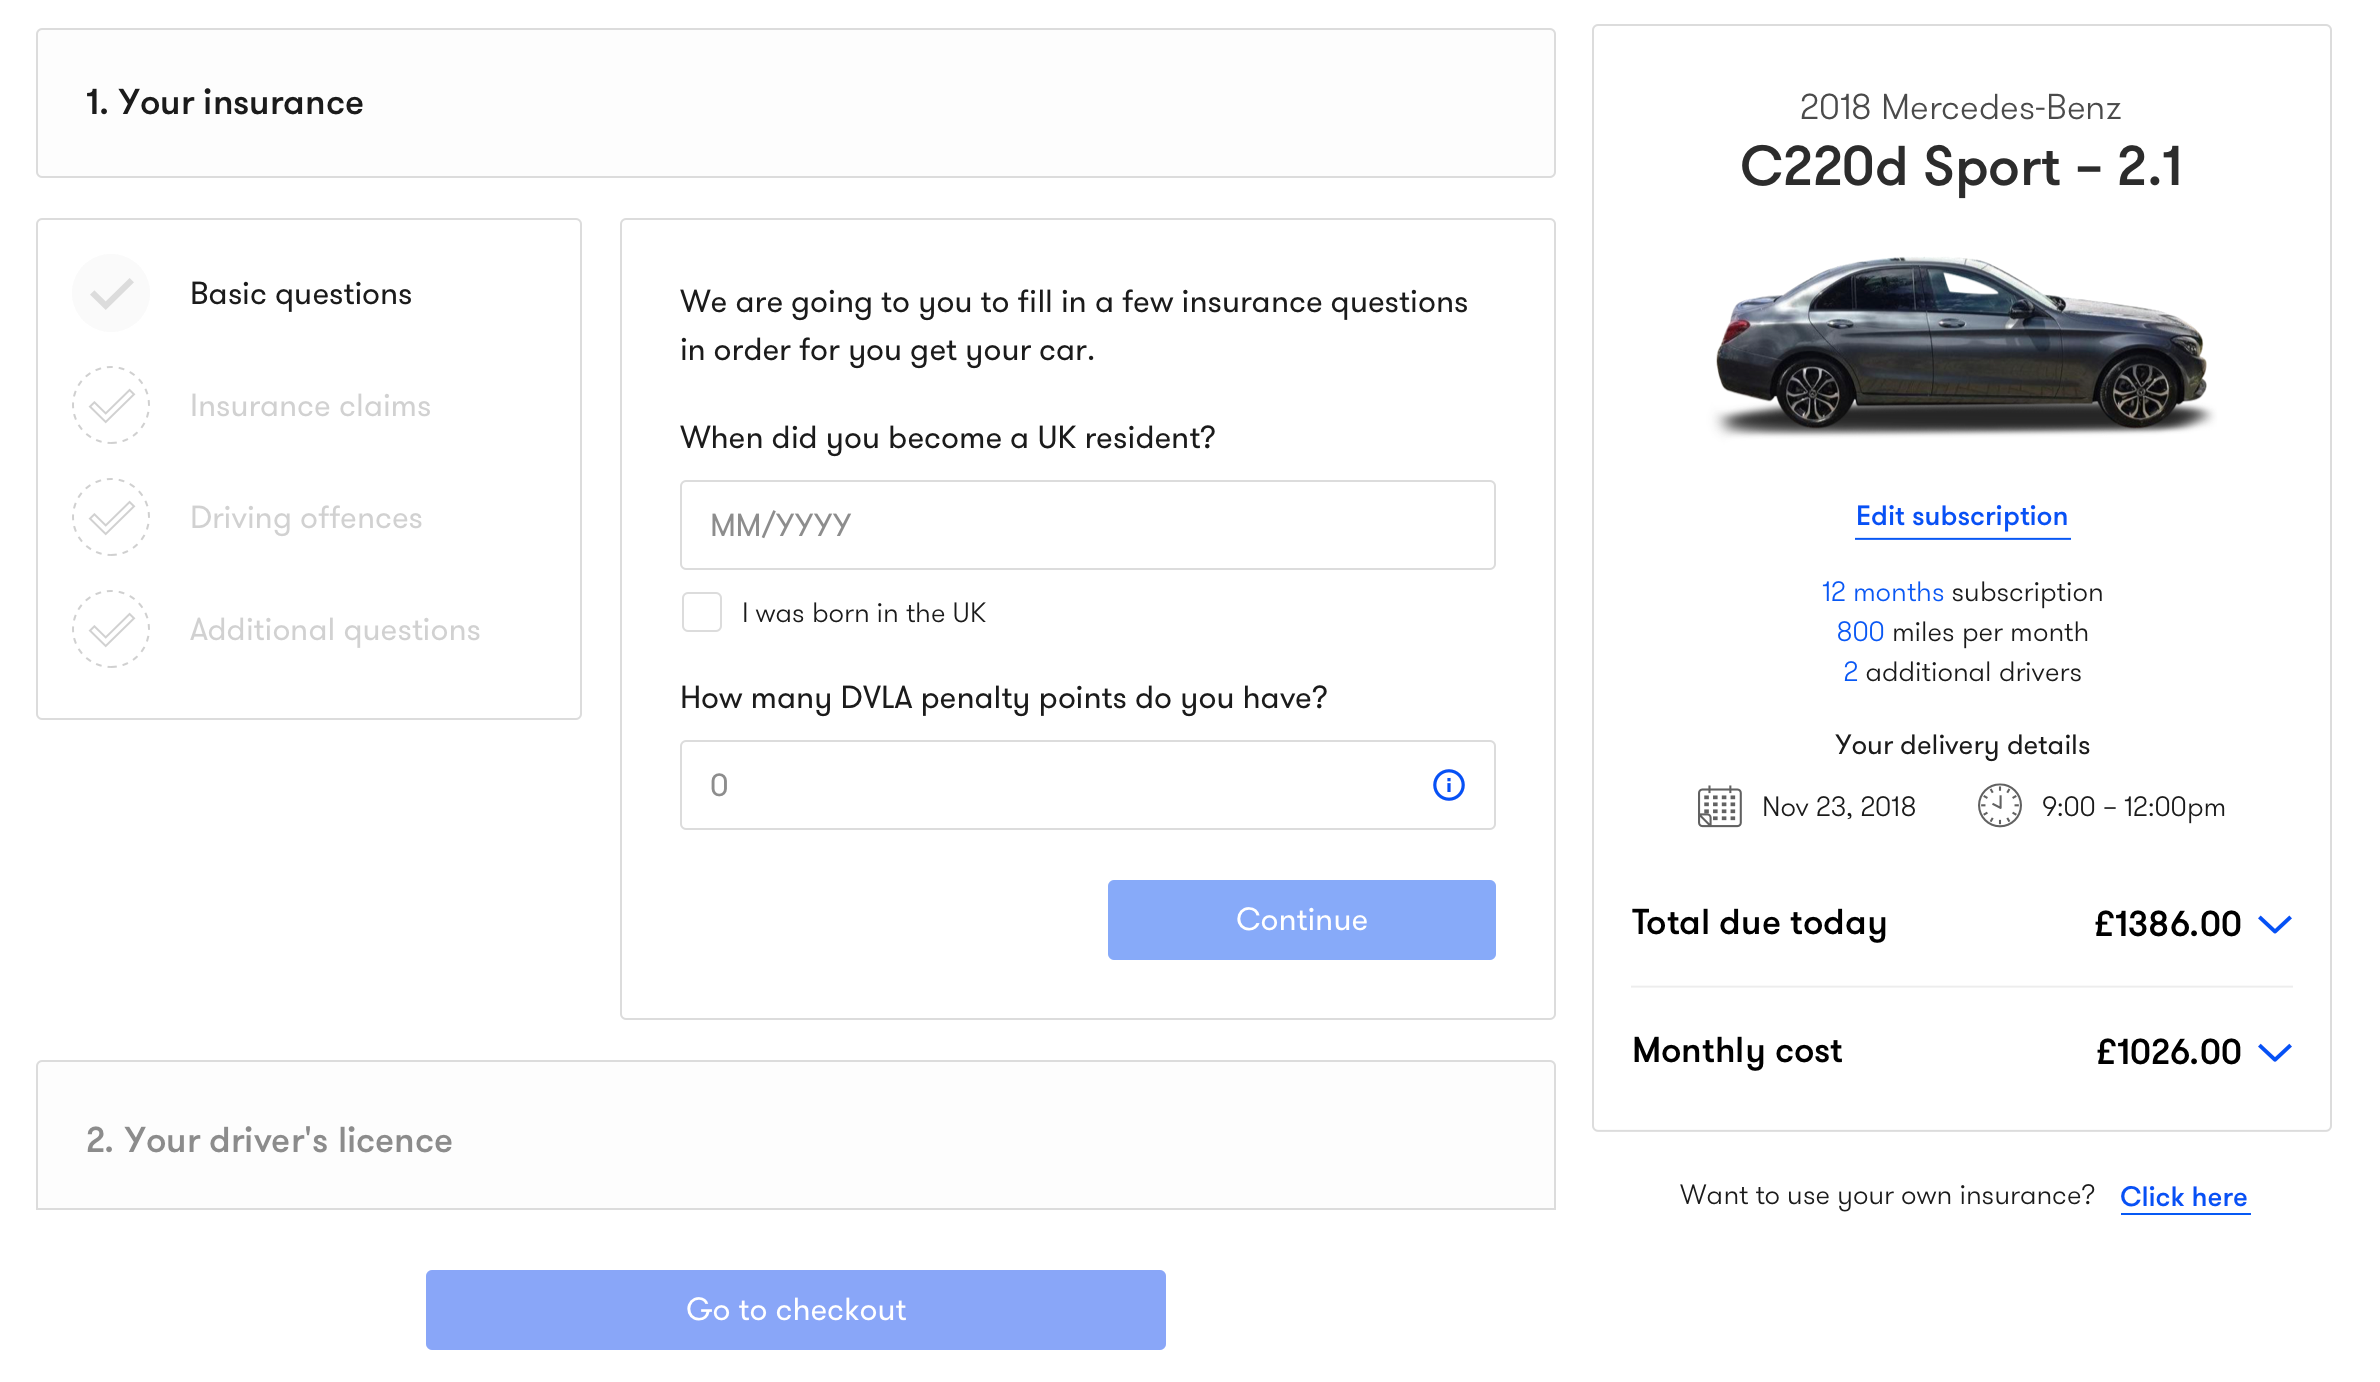 1. Your insurance
Basic questions
Insurance claims
Driving offences
Additional questions
We are going to you to fill in a few insurance questions
in order for you get your car.
When did you become a UK resident?
MM/YYYY
I was born in the UK
How many DVLA penalty points do you have?
0
Continue
2. Your driver's licence
Go to checkout
2018 Mercedes-Benz
C220d Sport – 2.1
Edit subscription
12 months subscription
800 miles per month
2 additional drivers
Your delivery details
Nov 23, 2018 9:00 – 12:00pm
Total due today £1386.00
Monthly cost £1026.00
Want to use your own insurance? Click here